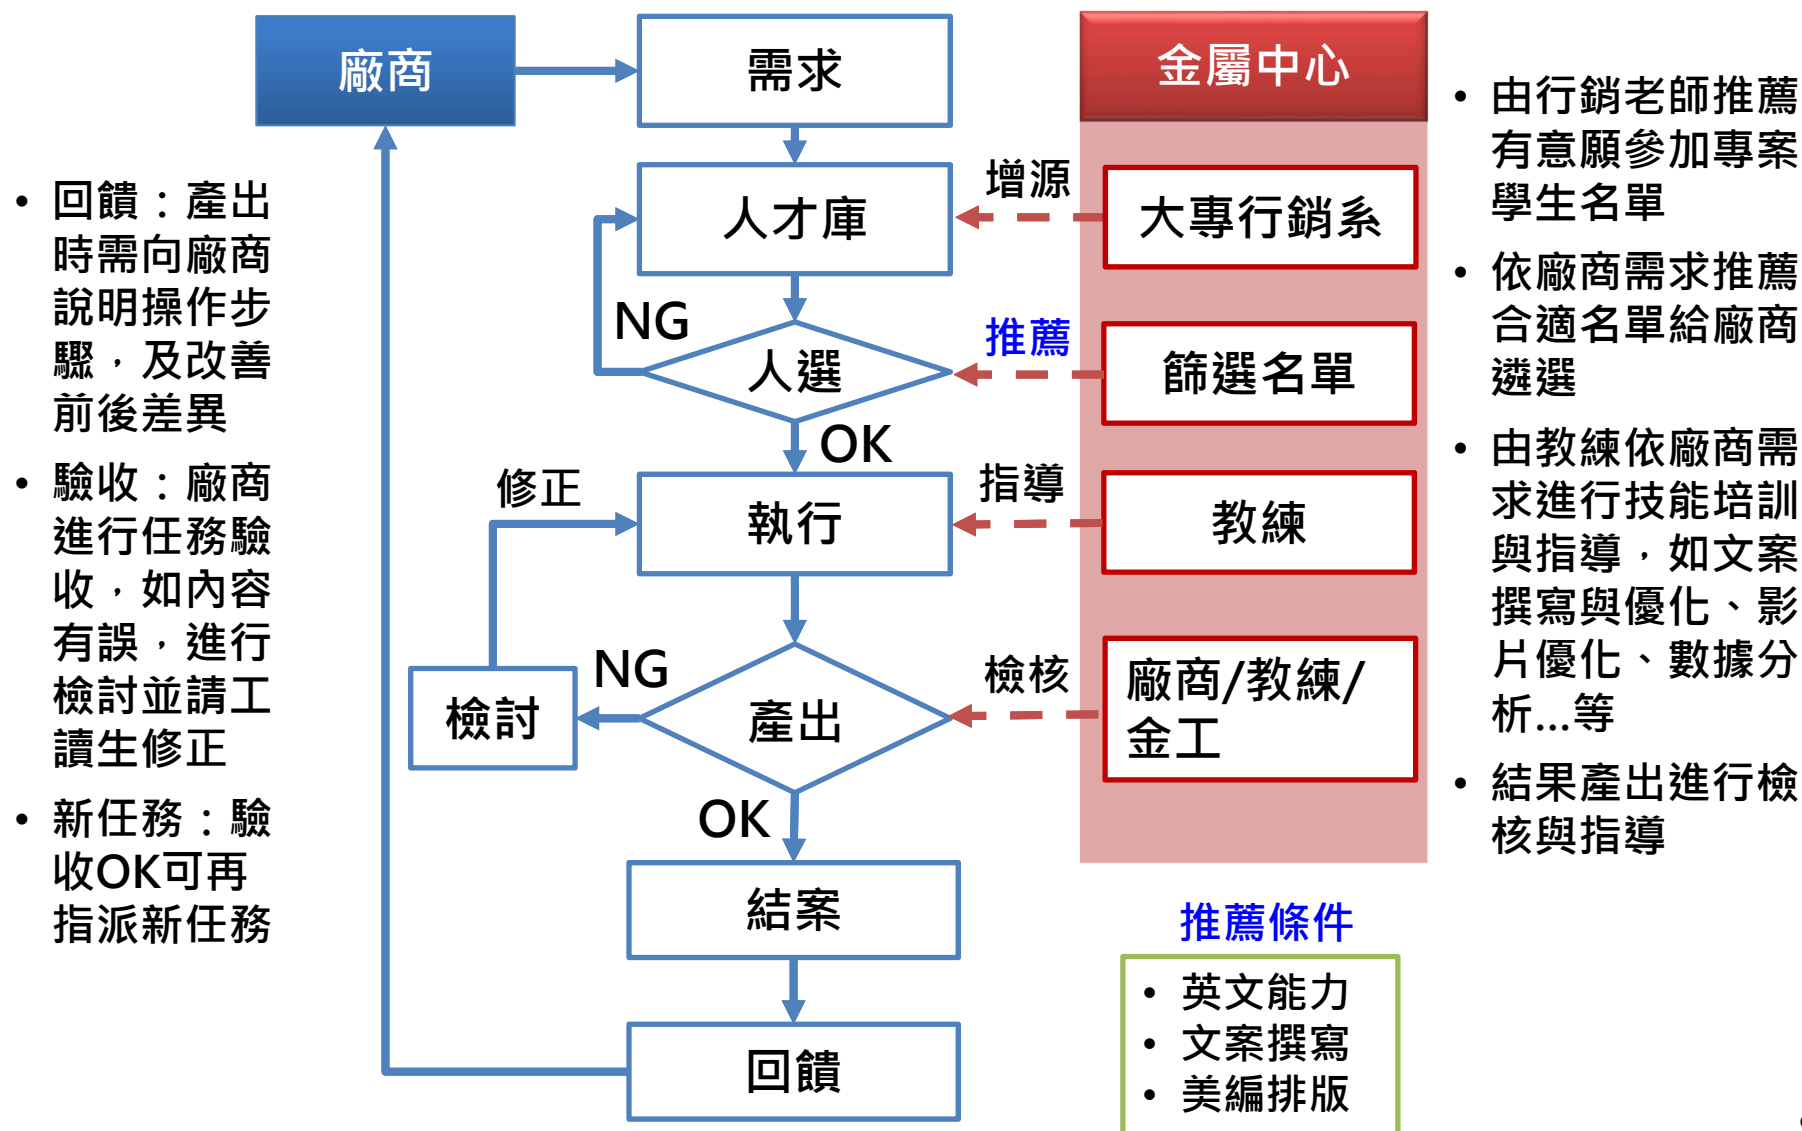 廠商
需求
金屬中心
人才庫
增源
大專行銷系
NG
人選
推薦
篩選名單
OK
修正
執行
指導
教練
NG
檢討
產出
檢核
廠商/教練/
金工
OK
結案
回饋
• 回饋：產出
時需向廠商
說明操作步
驟，及改善
前後差異
• 驗收：廠商
進行任務驗
收，如內容
有誤，進行
檢討並請工
讀生修正
• 新任務：驗
收OK可再
指派新任務
• 由行銷老師推薦
有意願參加專案
學生名單
• 依廠商需求推薦
合適名單給廠商
遴選
• 由教練依廠商需
求進行技能培訓
與指導，如文案
撰寫與優化、影
片優化、數據分
析...等
• 結果產出進行檢
核與指導
推薦條件
• 英文能力
• 文案撰寫
• 美編排版